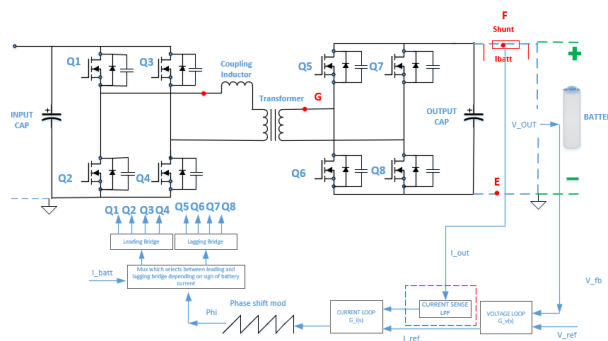 F
Shunt
Ibatt
Q1
Q3
Coupling
Inductor
Q5
Q7
G
Transformer
INPUT
CAP
OUTPUT
CAP
V_OUT
BATTE
Q2
Q4
Q6
Q8
E
Q1 Q2 Q3 Q4
Q5 Q6 Q7 Q8
Leading Bridge
Lagging Bridge
I_out
I_batt
Mux which selects between leading and
lagging bridge depending on sign of battery
current
V_fb
Phi
Phase shift mod
CURRENT LOOP
G_i(s)
CURRENT SENSE
LPF
VOLTAGE LOOP
G_v(s)
I_ref
V_ref